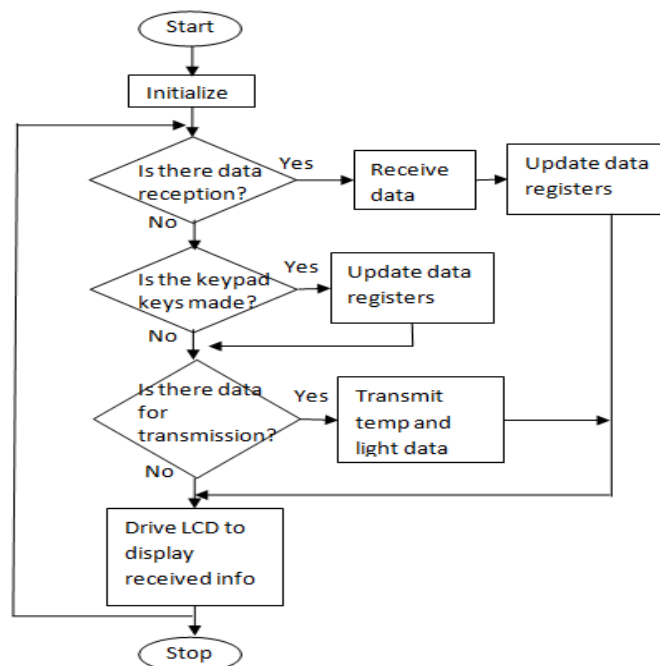 Start
Initialize
Is there data
reception?
Yes
Receive
data
Update data
registers
No
Is the keypad
keys made?
Yes
Update data
registers
No
Is there data
for
transmission?
Yes
Transmit
temp and
light data
No
Drive LCD to
display
received info
Stop